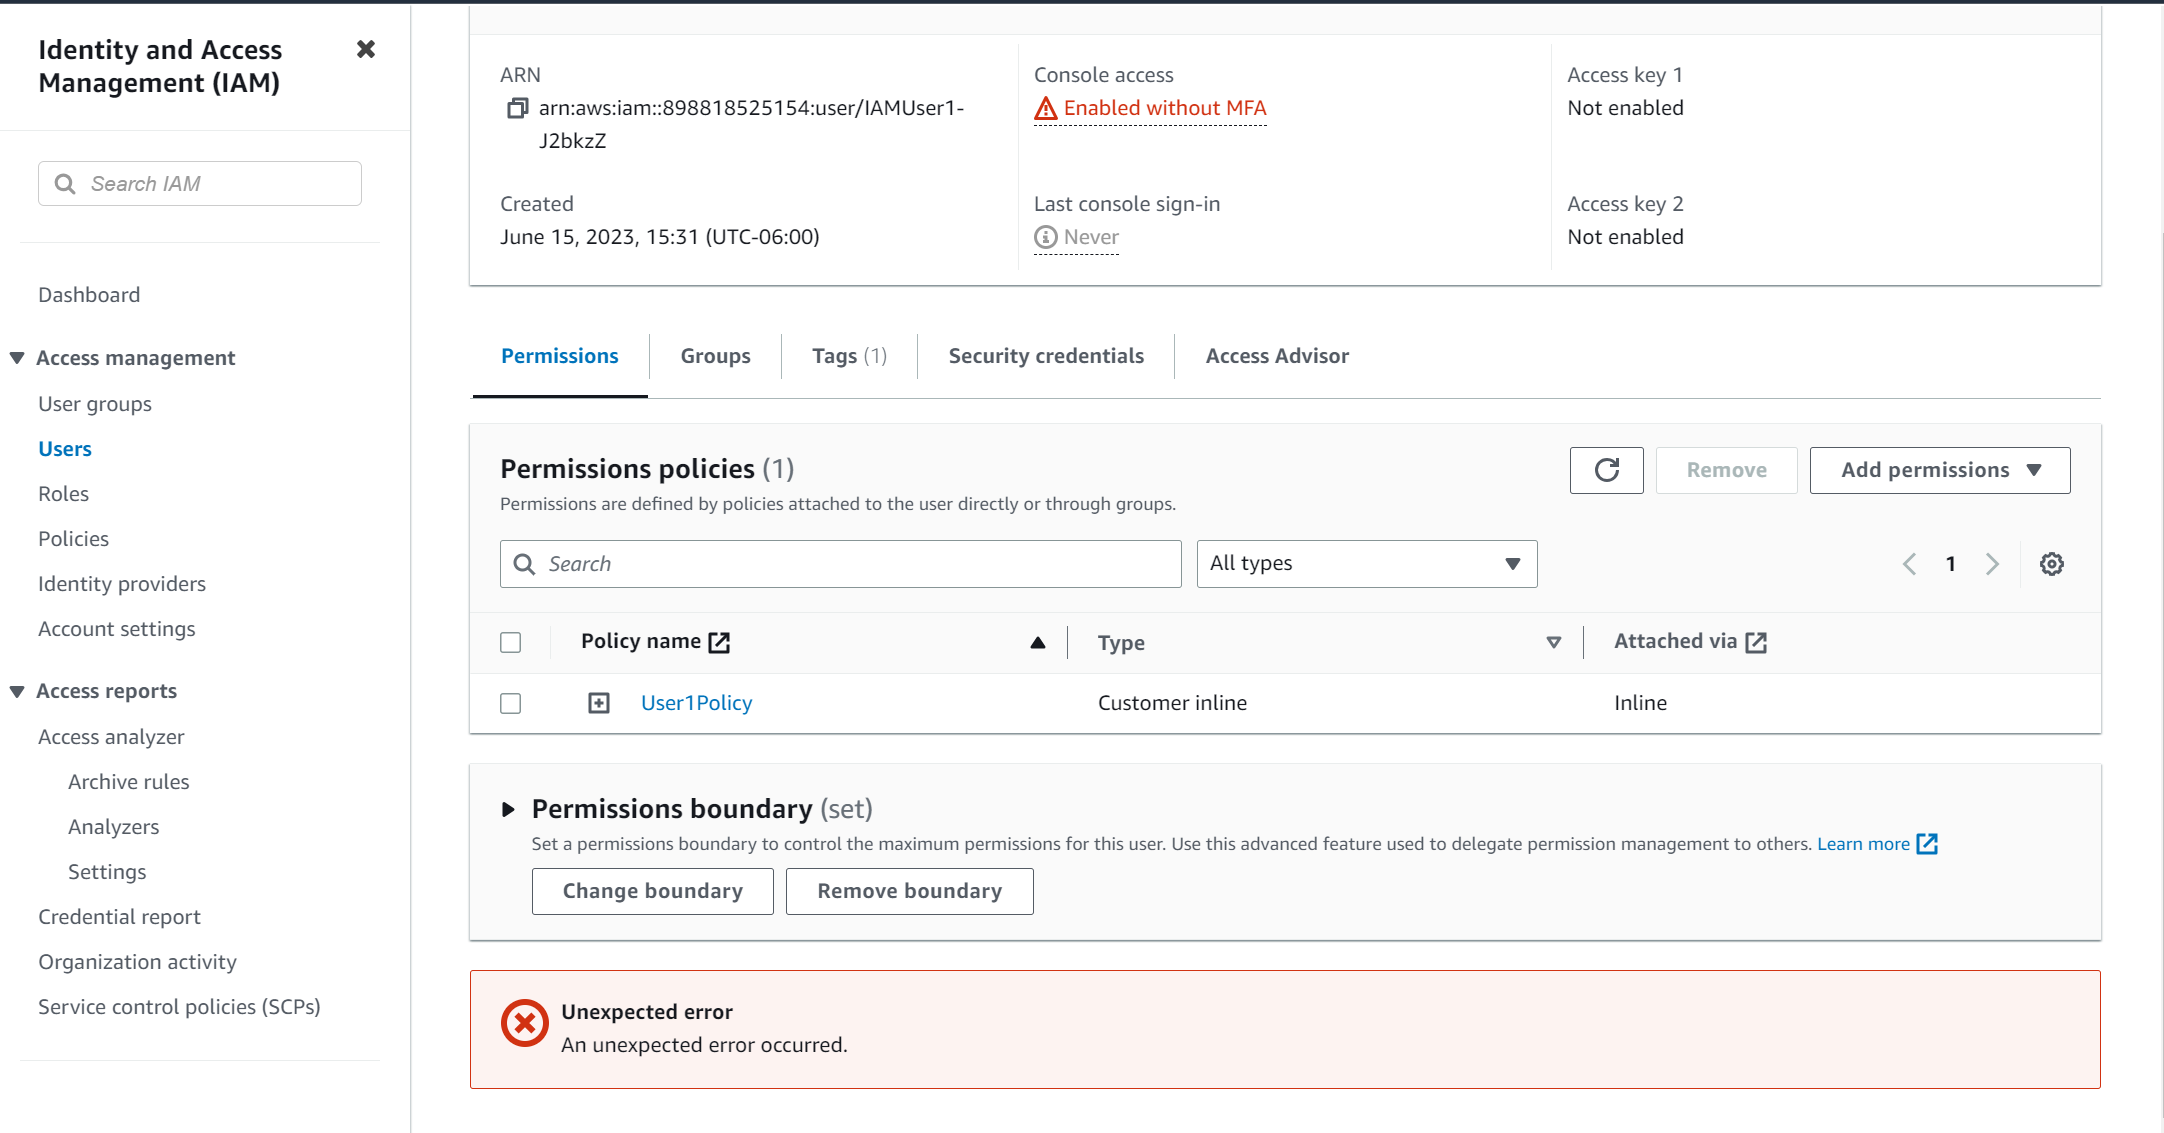 Identity and Access
Management (IAM)
Search IAM
Dashboard
Access management
User groups
Users
Roles
Policies
Identity providers
Account settings
Access reports
Access analyzer
Archive rules
Analyzers
Settings
Credential report
Organization activity
Service control policies (SCPs)
ARN
arn:aws:iam::898818525154:user/IAMUser1-
J2bkzZ
Console access
Enabled without MFA
Access key 1
Not enabled
Created
June 15, 2023, 15:31 (UTC-06:00)
Last console sign-in
Never
Access key 2
Not enabled
Permissions
Groups
Tags (1)
Security credentials
Access Advisor
Permissions policies (1)
Permissions are defined by policies attached to the user directly or through groups.
Remove
Add permissions
Search
All types
1
Policy name
Type
Attached via
User1Policy
Customer inline
Inline
Permissions boundary (set)
Set a permissions boundary to control the maximum permissions for this user. Use this advanced feature used to delegate permission management to others. Learn more
Change boundary
Remove boundary
Unexpected error
An unexpected error occurred.